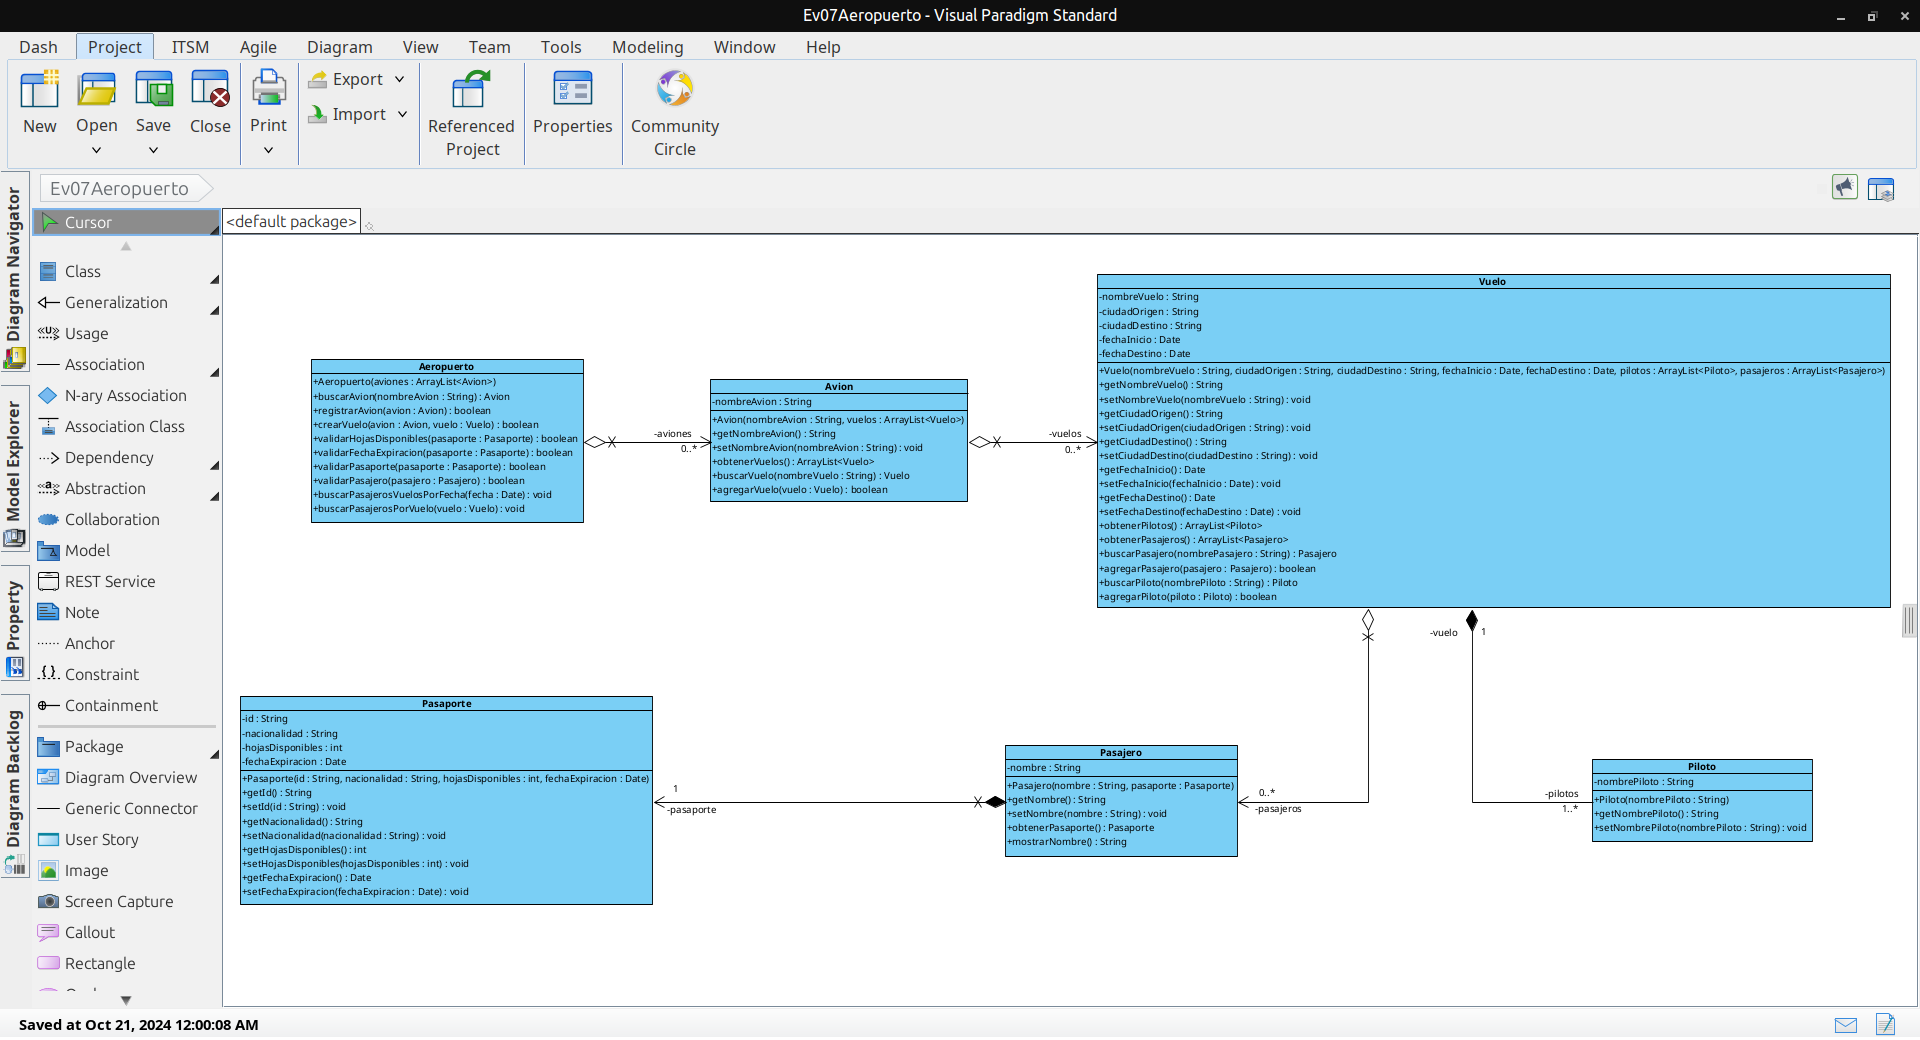 Ev07Aeropuerto - Visual Paradigm Standard
Dash Project ITSM Agile Diagram View Team Tools Modeling Window Help
New
Open
Save
Close
Print
Export
Import
Referenced
Project
Properties
Community
Circle
Ev07Aeropuerto
Diagram Navigator
Model Explorer
Property
Diagram Backlog
Cursor
Class
Generalization
Usage
Association
N-ary Association
Association Class
Dependency
Abstraction
Collaboration
Model
REST Service
Note
Anchor
Constraint
Containment
Package
Diagram Overview
Generic Connector
User Story
Image
Screen Capture
Callout
Rectangle
<default package>
Aeropuerto
+Aeropuerto(aviones : ArrayList<Avion>)
+buscarAvion(nombreAvion : String) : Avion
+registrarAvion(avion : Avion) : boolean
+crearVuelo(avion : Avion, vuelo : Vuelo) : boolean
+validarHojasDisponibles(pasaporte : Pasaporte) : boolean
+validarFechaExpiracion(pasaporte : Pasaporte) : boolean
+validarPasaporte(pasaporte : Pasaporte) : boolean
+validarPasajero(pasajero : Pasajero) : boolean
+buscarPasajerosVuelosPorFecha(fecha : Date) : void
+buscarPasajerosPorVuelo(vuelo : Vuelo) : void
-aviones
0..*
Avion
-nombreAvion : String
+Avion(nombreAvion : String, vuelos : ArrayList<Vuelo>)
+getNombreAvion() : String
+setNombreAvion(nombreAvion : String) : void
+obtenerVuelos() : ArrayList<Vuelo>
+buscarVuelo(nombreVuelo : String) : Vuelo
+agregarVuelo(vuelo : Vuelo) : boolean
-vuelos
0..*
Vuelo
-nombreVuelo : String
-ciudadOrigen : String
-ciudadDestino : String
-fechaInicio : Date
-fechaDestino : Date
+Vuelo(nombreVuelo : String, ciudadOrigen : String, ciudadDestino : String, fechaInicio : Date, fechaDestino : Date, pilotos : ArrayList<Piloto>, pasajeros : ArrayList<Pasajero>)
+getNombreVuelo() : String
+setNombreVuelo(nombreVuelo : String) : void
+getCiudadOrigen() : String
+setCiudadOrigen(ciudadOrigen : String) : void
+getCiudadDestino() : String
+setCiudadDestino(ciudadDestino : String) : void
+getFechaInicio() : Date
+setFechaInicio(fechaInicio : Date) : void
+getFechaDestino() : Date
+setFechaDestino(fechaDestino : Date) : void
+obtenerPilotos() : ArrayList<Piloto>
+obtenerPasajeros() : ArrayList<Pasajero>
+buscarPasajero(nombrePasajero : String) : Pasajero
+agregarPasajero(pasajero : Pasajero) : boolean
+buscarPiloto(nombrePiloto : String) : Piloto
+agregarPiloto(piloto : Piloto) : boolean
-vuelo
1
Pasaporte
-id : String
-nacionalidad : String
-hojasDisponibles : int
-fechaExpiracion : Date
+Pasaporte(id : String, nacionalidad : String, hojasDisponibles : int, fechaExpiracion : Date)
+getId() : String
+setId(id : String) : void
+getNacionalidad() : String
+setNacionalidad(nacionalidad : String) : void
+getHojasDisponibles() : int
+setHojasDisponibles(hojasDisponibles : int) : void
+getFechaExpiracion() : Date
+setFechaExpiracion(fechaExpiracion : Date) : void
1
-pasaporte
Pasajero
-nombre : String
+Pasajero(nombre : String, pasaporte : Pasaporte)
+getNombre() : String
+setNombre(nombre : String) : void
+obtenerPasaporte() : Pasaporte
+mostrarNombre() : String
0..*
-pasajeros
-pilotos
1..*
Piloto
-nombrePiloto : String
+Piloto(nombrePiloto : String)
+getNombrePiloto() : String
+setNombrePiloto(nombrePiloto : String) : void
Saved at Oct 21, 2024 12:00:08 AM